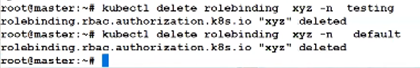 root@master:~# kubectl delete rolebinding  xyz -n  testing
rolebinding.rbac.authorization.k8s.io "xyz" deleted
root@master:~# kubectl delete rolebinding  xyz -n   default
rolebinding.rbac.authorization.k8s.io "xyz" deleted
root@master:~#